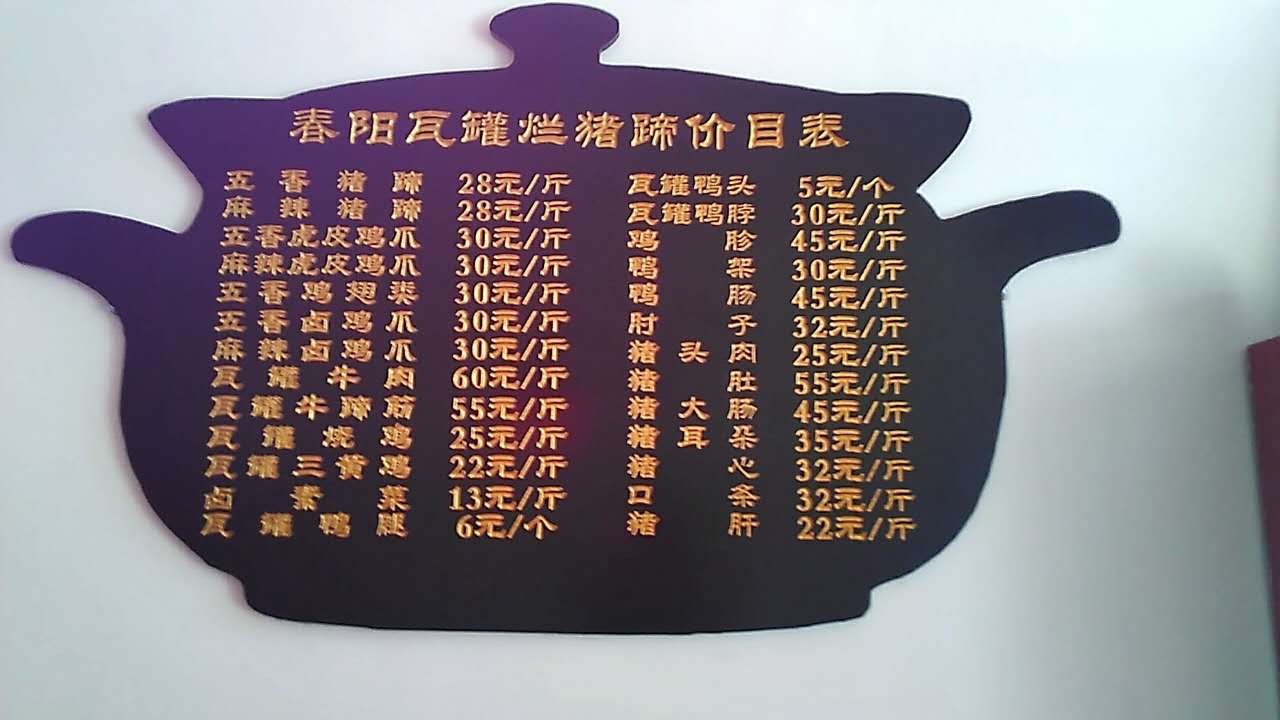 春阳瓦罐烂猪蹄价目表
五香猪蹄 28元/斤
麻辣猪蹄 28元/斤
五香虎皮鸡爪 30元/斤
麻辣虎皮鸡爪 30元/斤
五香鸡翅类 30元/斤
五香卤鸡爪 30元/斤
麻辣卤鸡爪 30元/斤
瓦罐牛肉 60元/斤
瓦罐牛蹄筋 55元/斤
瓦罐烧鸡 25元/斤
瓦罐三黄鸡 22元/斤
卤素菜 13元/斤
瓦罐鸭腿 6元/个
瓦罐鸭头 5元/个
瓦罐鸭脖 30元/斤
鸡胗 45元/斤
鸭架 30元/斤
鸭肠 45元/斤
肘子 32元/斤
猪头肉 25元/斤
猪肚 55元/斤
猪大肠 45元/斤
猪耳朵 35元/斤
猪心 32元/斤
口条 32元/斤
猪肝 22元/斤